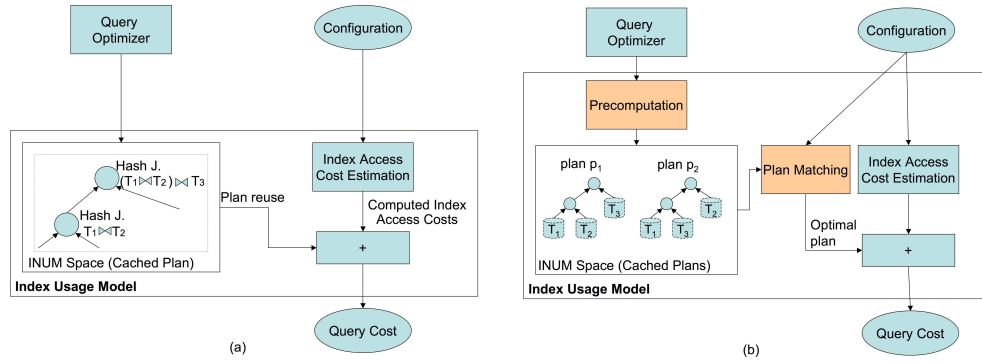 Query
Optimizer
Configuration
Hash J.
(T₁⋈T₂) ⋈ T₃
Hash J.
T₁⋈T₂
INUM Space (Cached Plan)
Plan reuse
Index Access
Cost Estimation
Computed Index
Access Costs
+
Index Usage Model
Query Cost
(a)
Query
Optimizer
Configuration
Precomputation
plan p₁
T₃
T₁
T₂
plan p₂
T₂
T₁
T₃
INUM Space (Cached Plans)
Plan Matching
Index Access
Cost Estimation
Optimal
plan
+
Index Usage Model
Query Cost
(b)